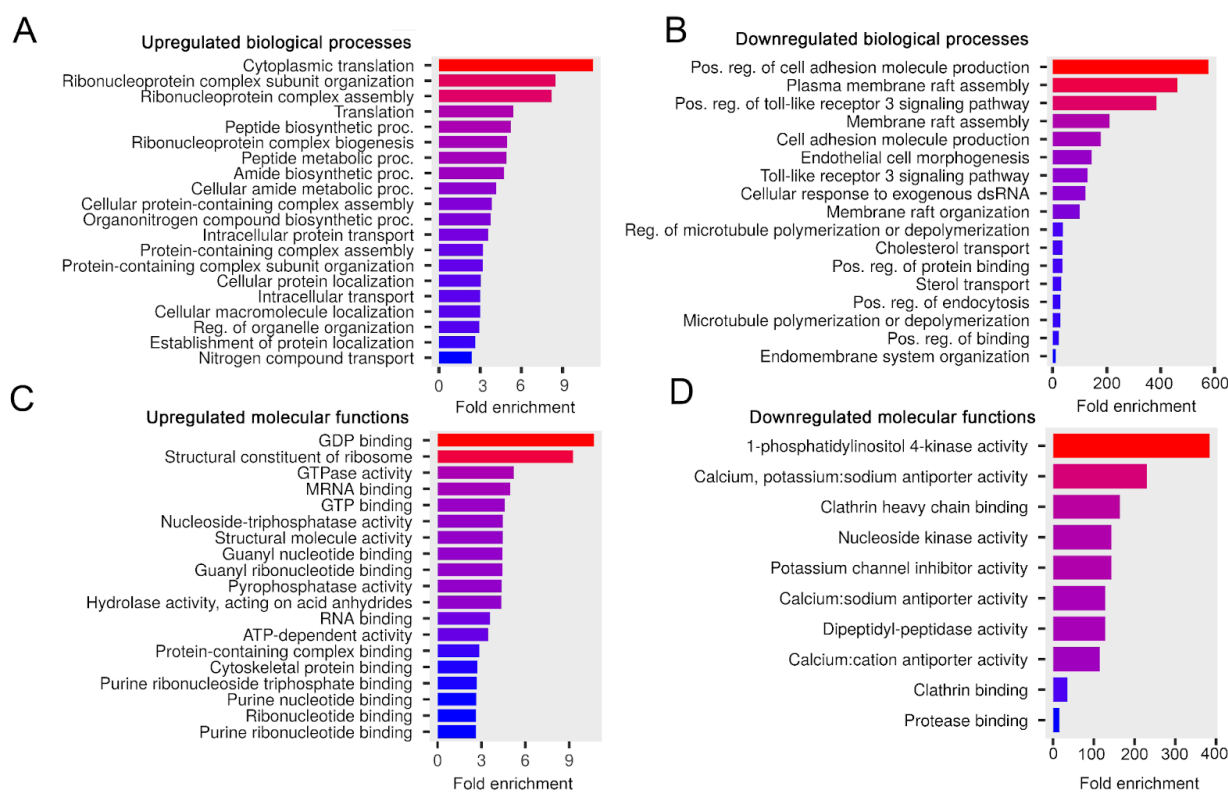 A
Upregulated biological processes
Cytoplasmic translation
Ribonucleoprotein complex subunit organization
Ribonucleoprotein complex assembly
Translation
Peptide biosynthetic proc.
Ribonucleoprotein complex biogenesis
Peptide metabolic proc.
Amide biosynthetic proc.
Cellular amide metabolic proc.
Cellular protein-containing complex assembly
Organonitrogen compound biosynthetic proc.
Intracellular protein transport
Protein-containing complex assembly
Protein-containing complex subunit organization
Cellular protein localization
Intracellular transport
Cellular macromolecule localization
Reg. of organelle organization
Establishment of protein localization
Nitrogen compound transport
0 3 6 9
Fold enrichment
B
Downregulated biological processes
Pos. reg. of cell adhesion molecule production
Plasma membrane raft assembly
Pos. reg. of toll-like receptor 3 signaling pathway
Membrane raft assembly
Cell adhesion molecule production
Endothelial cell morphogenesis
Toll-like receptor 3 signaling pathway
Cellular response to exogenous dsRNA
Membrane raft organization
Reg. of microtubule polymerization or depolymerization
Cholesterol transport
Pos. reg. of protein binding
Sterol transport
Pos. reg. of endocytosis
Microtubule polymerization or depolymerization
Pos. reg. of binding
Endomembrane system organization
0 200 400 600
Fold enrichment
C
Upregulated molecular functions
GDP binding
Structural constituent of ribosome
GTPase activity
MRNA binding
GTP binding
Nucleoside-triphosphatase activity
Structural molecule activity
Guanyl nucleotide binding
Guanyl ribonucleotide binding
Pyrophosphatase activity
Hydrolase activity, acting on acid anhydrides
RNA binding
ATP-dependent activity
Protein-containing complex binding
Cytoskeletal protein binding
Purine ribonucleoside triphosphate binding
Purine nucleotide binding
Ribonucleotide binding
Purine ribonucleotide binding
0 3 6 9
Fold enrichment
D
Downregulated molecular functions
1-phosphatidylinositol 4-kinase activity
Calcium, potassium:sodium antiporter activity
Clathrin heavy chain binding
Nucleoside kinase activity
Potassium channel inhibitor activity
Calcium:sodium antiporter activity
Dipeptidyl-peptidase activity
Calcium:cation antiporter activity
Clathrin binding
Protease binding
0 100 200 300 400
Fold enrichment